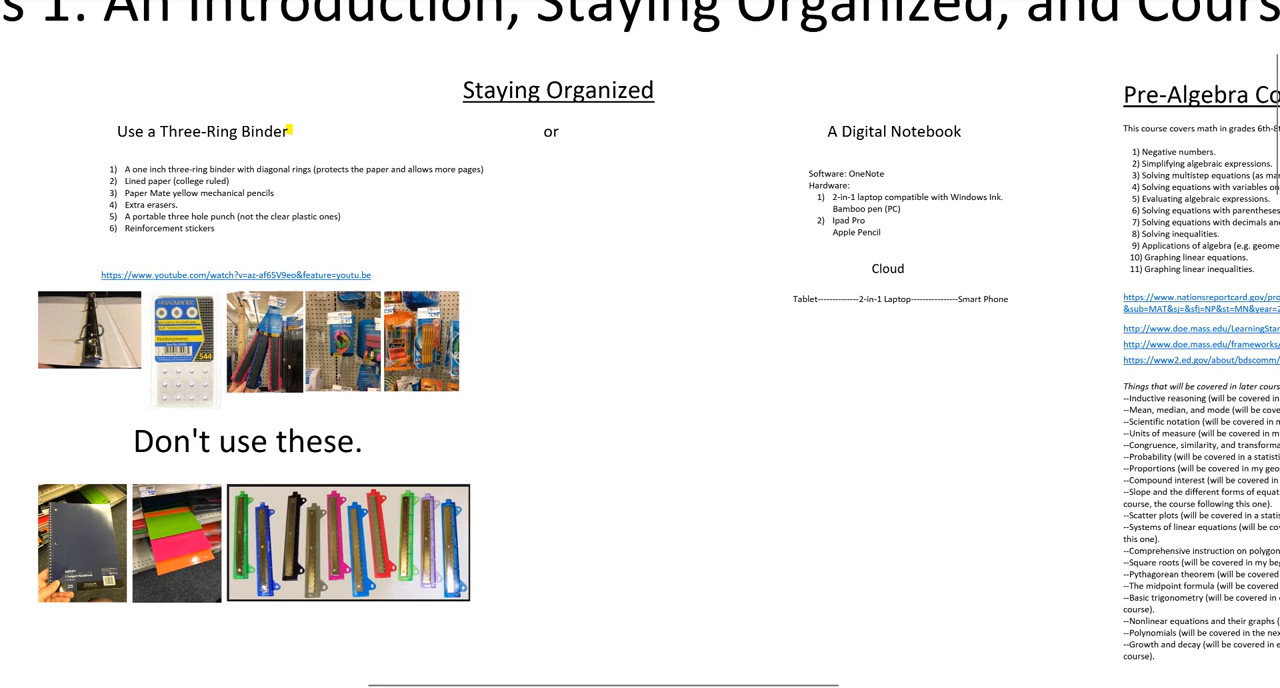 s 1: An Introduction, Staying Organized, and Cours
Staying Organized
Use a Three-Ring Binder
or
A Digital Notebook
1) A one inch three-ring binder with diagonal rings (protects the paper and allows more pages)
2) Lined paper (college ruled)
3) Paper Mate yellow mechanical pencils
4) Extra erasers.
5) A portable three hole punch (not the clear plastic ones)
6) Reinforcement stickers
https://www.youtube.com/watch?v=az-af65V9eo&feature=youtu.be
Reinforcements
544
Don't use these.
Software: OneNote
Hardware:
1) 2-in-1 laptop compatible with Windows Ink.
Bamboo pen (PC)
2) Ipad Pro
Apple Pencil
Cloud
Tablet--------------2-in-1 Laptop----------------Smart Phone
Pre-Algebra Co
This course covers math in grades 6th-8t
1) Negative numbers.
2) Simplifying algebraic expressions.
3) Solving multistep equations (as ma
4) Solving equations with variables on
5) Evaluating algebraic expressions.
6) Solving equations with parentheses
7) Solving equations with decimals and
8) Solving inequalities.
9) Applications of algebra (e.g. geome
10) Graphing linear equations.
11) Graphing linear inequalities.
https://www.nationsreportcard.gov/pro
&sub=MAT&sj=&sfj=NP&st=MN&year=2
http://www.doe.mass.edu/LearningStan
http://www.doe.mass.edu/frameworks/
https://www2.ed.gov/about/bdscomm/
Things that will be covered in later cours
--Inductive reasoning (will be covered in
--Mean, median, and mode (will be cove
--Scientific notation (will be covered in m
--Units of measure (will be covered in m
--Congruence, similarity, and transforma
--Probability (will be covered in a statisti
--Proportions (will be covered in my geo
--Compound interest (will be covered in
--Slope and the different forms of equat
course, the course following this one).
--Scatter plots (will be covered in a statis
--Systems of linear equations (will be cov
this one).
--Comprehensive instruction on polygon
--Square roots (will be covered in my beg
--Pythagorean theorem (will be covered
--The midpoint formula (will be covered
--Basic trigonometry (will be covered in
course).
--Nonlinear equations and their graphs (
--Polynomials (will be covered in the nex
--Growth and decay (will be covered in e
course).